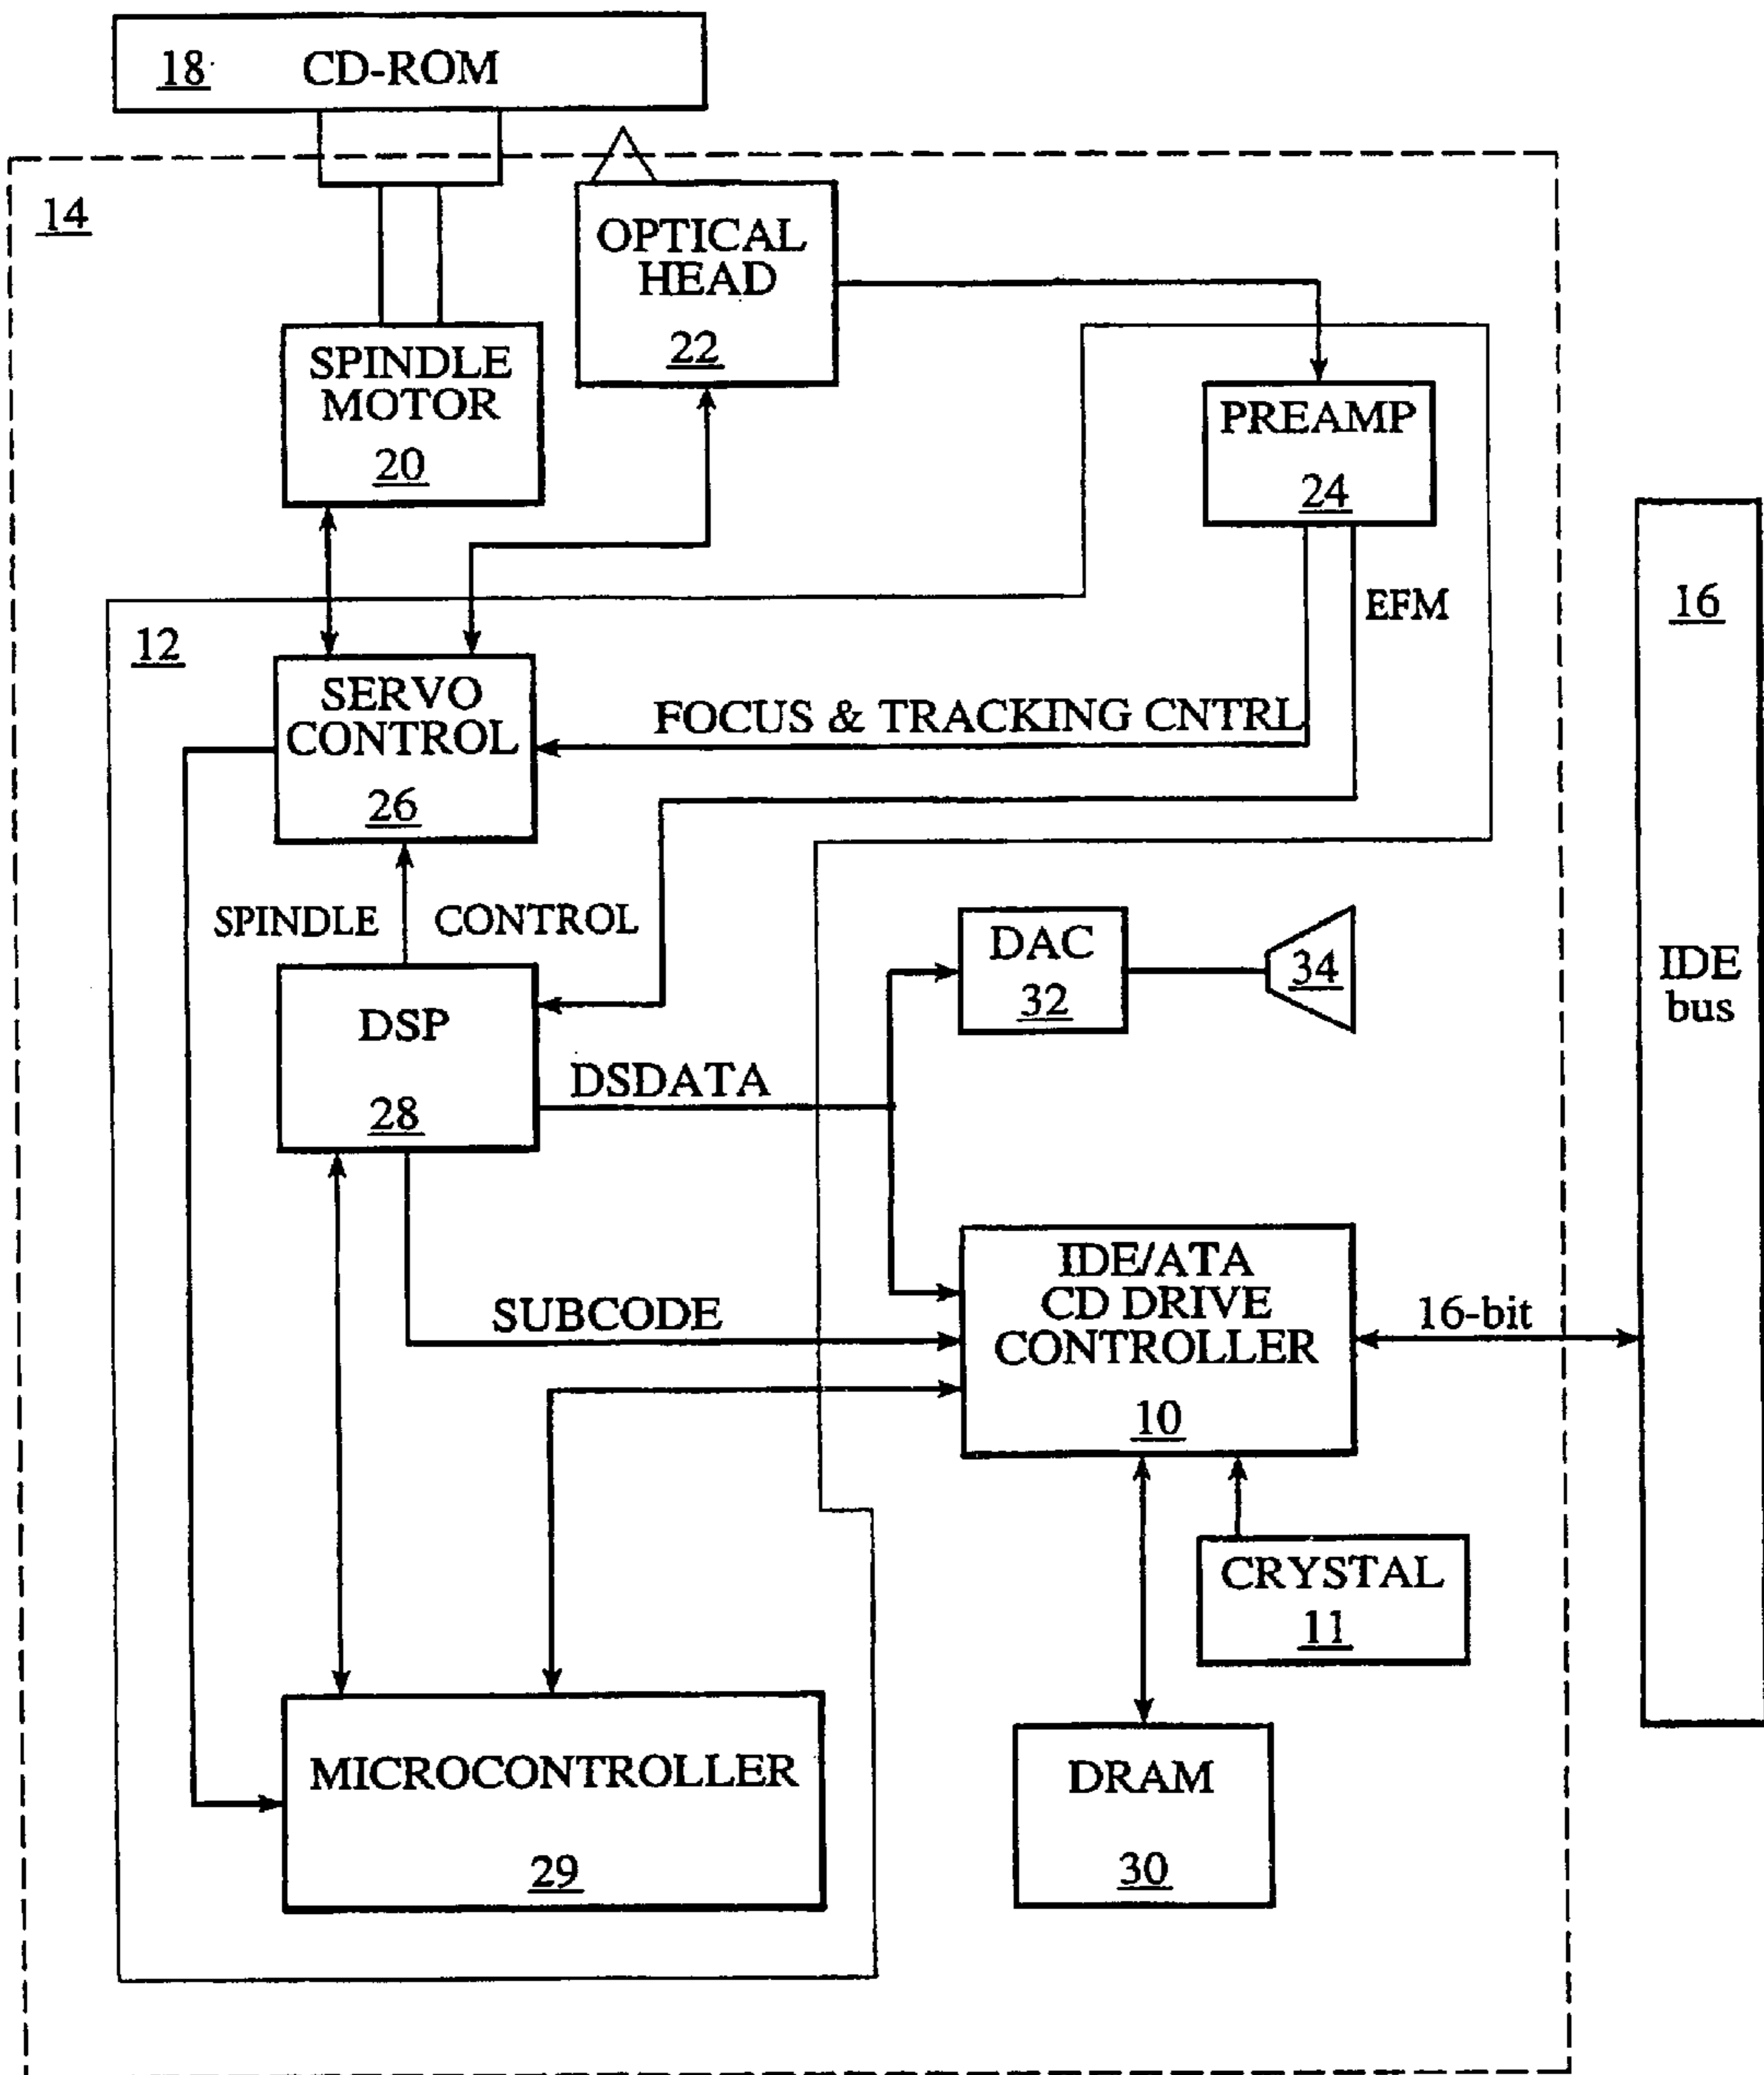 18 CD-ROM
14
OPTICAL
HEAD
22
SPINDLE
MOTOR
20
PREAMP
24
EFM
16
IDE
bus
12
SERVO
CONTROL
26
FOCUS & TRACKING CNTRL
SPINDLE CONTROL
DSP
28
DAC
32
34
DSDATA
SUBCODE
IDE/ATA
CD DRIVE
CONTROLLER
10
16-bit
CRYSTAL
11
MICROCONTROLLER
29
DRAM
30